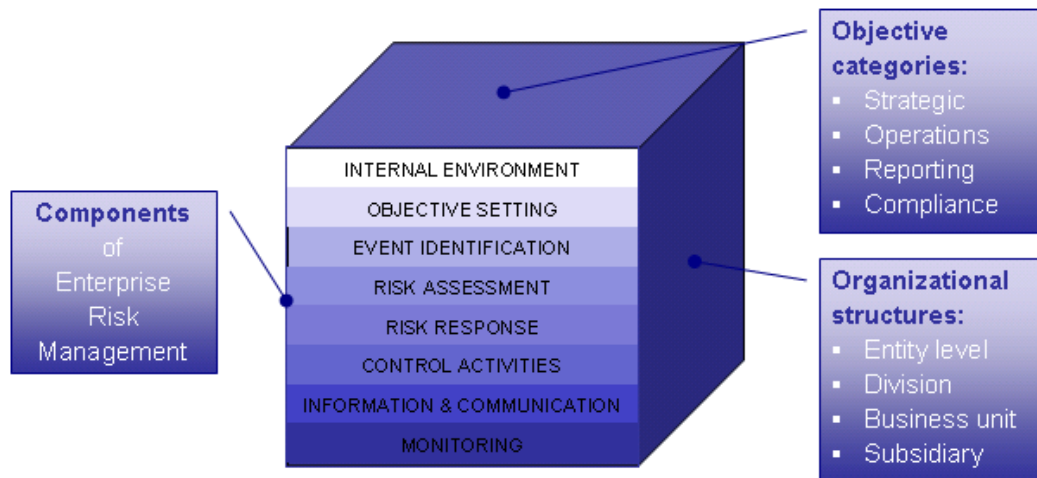 Components
of
Enterprise
Risk
Management
INTERNAL ENVIRONMENT
OBJECTIVE SETTING
EVENT IDENTIFICATION
RISK ASSESSMENT
RISK RESPONSE
CONTROL ACTIVITIES
INFORMATION & COMMUNICATION
MONITORING
Objective
categories:
▪ Strategic
▪ Operations
▪ Reporting
▪ Compliance
Organizational
structures:
▪ Entity level
▪ Division
▪ Business unit
▪ Subsidiary